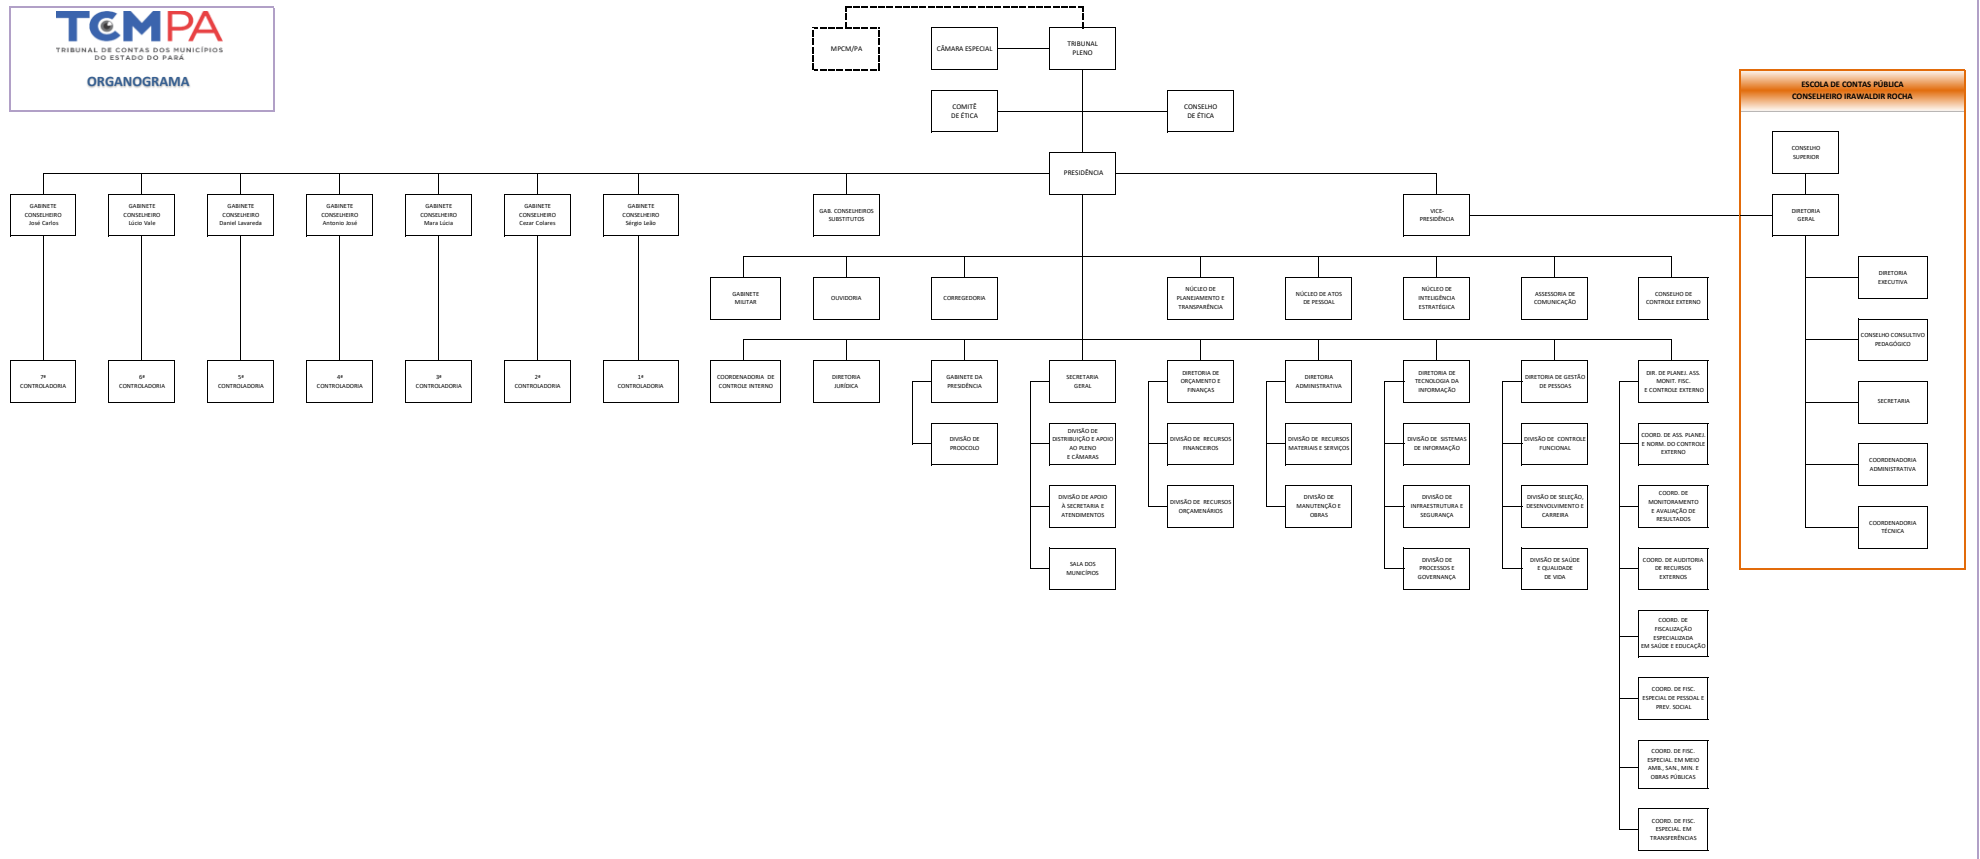 TCMPA
TRIBUNAL DE CONTAS DOS MUNICÍPIOS
DO ESTADO DO PARÁ
ORGANOGRAMA
MPCM/PA
CÂMARA ESPECIAL
TRIBUNAL
PLENO
COMITÊ
DE ÉTICA
CONSELHO
DE ÉTICA
PRESIDÊNCIA
ESCOLA DE CONTAS PÚBLICA
CONSELHEIRO IRAWALDIR ROCHA
CONSELHO
SUPERIOR
GABINETE
CONSELHEIRO
José Carlos
GABINETE
CONSELHEIRO
Lúcio Vale
GABINETE
CONSELHEIRO
Daniel Lavareda
GABINETE
CONSELHEIRO
Antonio José
GABINETE
CONSELHEIRO
Mara Lúcia
GABINETE
CONSELHEIRO
Cezar Colares
GABINETE
CONSELHEIRO
Sérgio Leão
GAB. CONSELHEIROS
SUBSTITUTOS
VICE-
PRESIDÊNCIA
DIRETORIA
GERAL
GABINETE
MILITAR
OUVIDORIA
CORREGEDORIA
NÚCLEO DE
PLANEJAMENTO E
TRANSPARÊNCIA
NÚCLEO DE ATOS
DE PESSOAL
NÚCLEO DE
INTELIGÊNCIA
ESTRATÉGICA
ASSESSORIA DE
COMUNICAÇÃO
CONSELHO DE
CONTROLE EXTERNO
DIRETORIA
EXECUTIVA
CONSELHO CONSULTIVO
PEDAGÓGICO
SECRETARIA
COORDENADORIA
ADMINISTRATIVA
COORDENADORIA
TÉCNICA
7ª
CONTROLADORIA
6ª
CONTROLADORIA
5ª
CONTROLADORIA
4ª
CONTROLADORIA
3ª
CONTROLADORIA
2ª
CONTROLADORIA
1ª
CONTROLADORIA
COORDENADORIA DE
CONTROLE INTERNO
DIRETORIA
JURÍDICA
GABINETE DA
PRESIDÊNCIA
DIVISÃO DE
PROOCOLO
SECRETARIA
GERAL
DIVISÃO DE
DISTRIBUIÇÃO E APOIO
AO PLENO
E CÂMARAS
DIVISÃO DE APOIO
À SECRETARIA E
ATENDIMENTOS
SALA DOS
MUNICÍPIOS
DIRETORIA DE
ORÇAMENTO E
FINANÇAS
DIVISÃO DE RECURSOS
FINANCEIROS
DIVISÃO DE RECURSOS
ORÇAMENÁRIOS
DIRETORIA
ADMINISTRATIVA
DIVISÃO DE RECURSOS
MATERIAIS E SERVIÇOS
DIVISÃO DE
MANUTENÇÃO E
OBRAS
DIRETORIA DE
TECNOLOGIA DA
INFORMAÇÃO
DIVISÃO DE SISTEMAS
DE INFORMAÇÃO
DIVISÃO DE
INFRAESTRUTURA E
SEGURANÇA
DIVISÃO DE
PROCESSOS E
GOVERNANÇA
DIRETORIA DE GESTÃO
DE PESSOAS
DIVISÃO DE CONTROLE
FUNCIONAL
DIVISÃO DE SELEÇÃO,
DESENVOLVIMENTO E
CARREIRA
DIVISÃO DE SAÚDE
E QUALIDADE
DE VIDA
DIR. DE PLANEJ. ASS.
MONIT. FISC.
E CONTROLE EXTERNO
COORD. DE ASS. PLANEJ.
E NORM. DO CONTROLE
EXTERNO
COORD. DE
MONITORAMENTO
E AVALIAÇÃO DE
RESULTADOS
COORD. DE AUDITORIA
DE RECURSOS
EXTERNOS
COORD. DE
FISCALIZAÇÃO
ESPECIALIZADA
EM SAÚDE E EDUCAÇÃO
COORD. DE FISC.
ESPECIAL DE PESSOAL E
PREV. SOCIAL
COORD. DE FISC.
ESPECIAL. EM MEIO
AMB., SAN., MIN. E
OBRAS PÚBLICAS
COORD. DE FISC.
ESPECIAL. EM
TRANSFERÊNCIAS